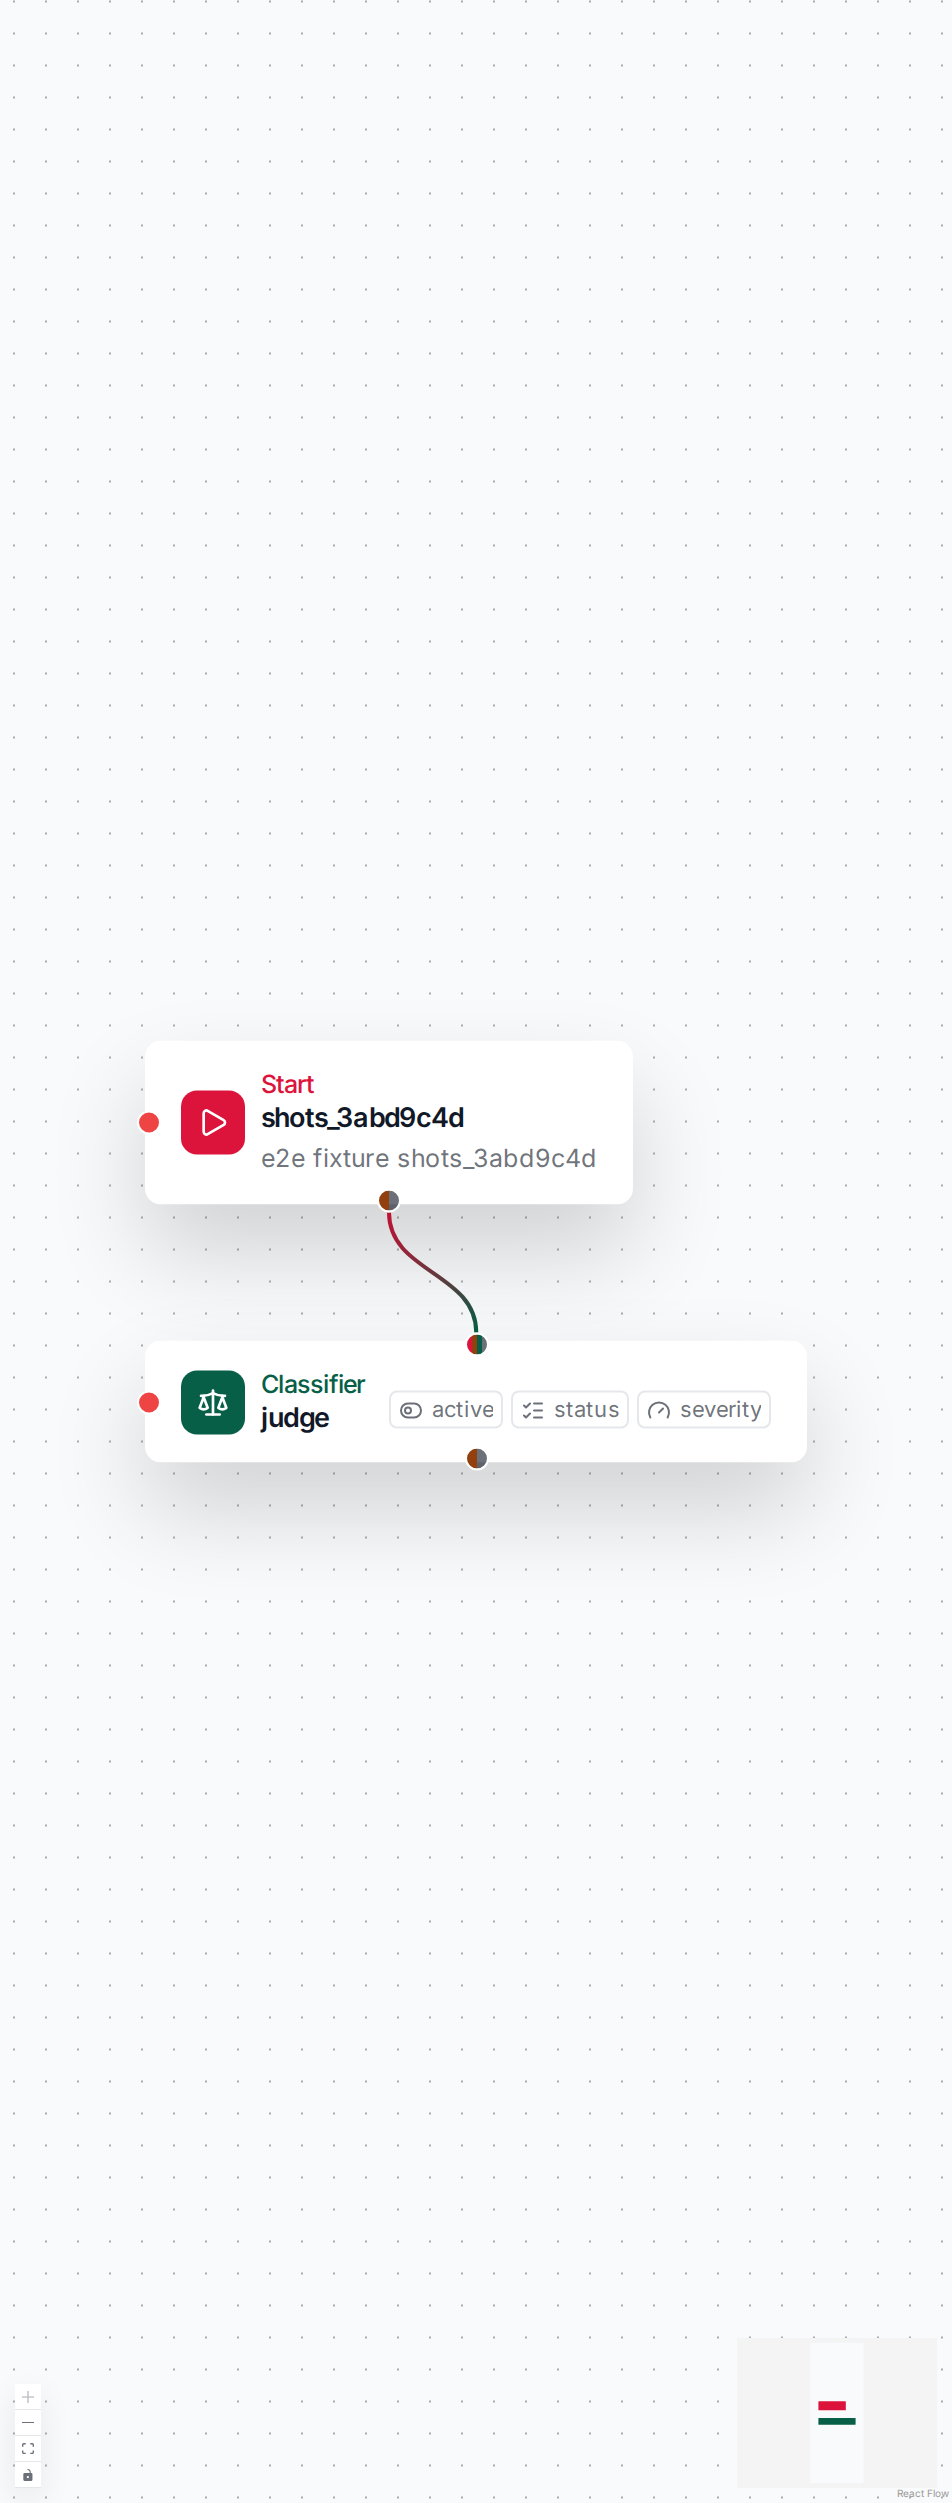 Start
shots_3abd9c4d
e2e fixture shots_3abd9c4d
Classifier
judge
active
status
severity
React Flow